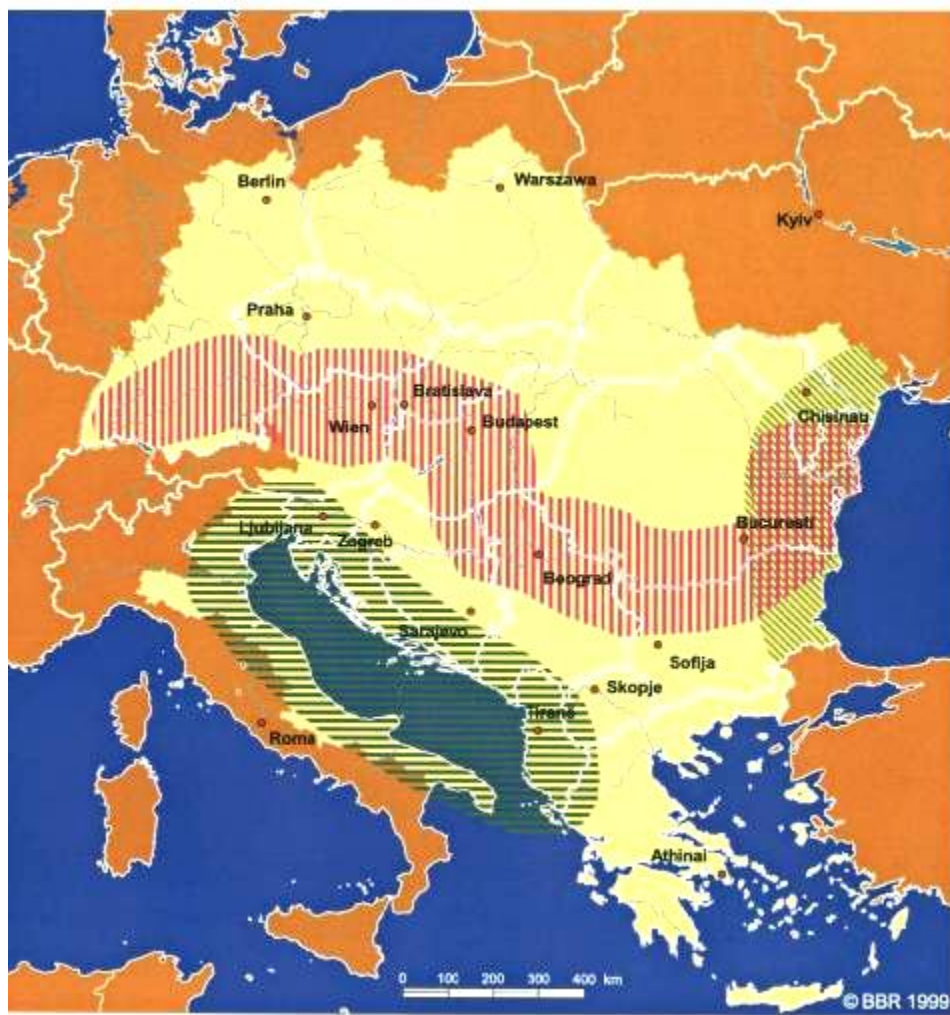 Berlin
Warszawa
Kyiv
Praha
Bratislava
Wien
Budapest
Chisinau
Ljubljana
Zagreb
Bucuresti
Beograd
Sarajevo
Sofija
Skopje
Tiranë
Roma
Athinai
0 100 200 300 400 km
© BBR 1999